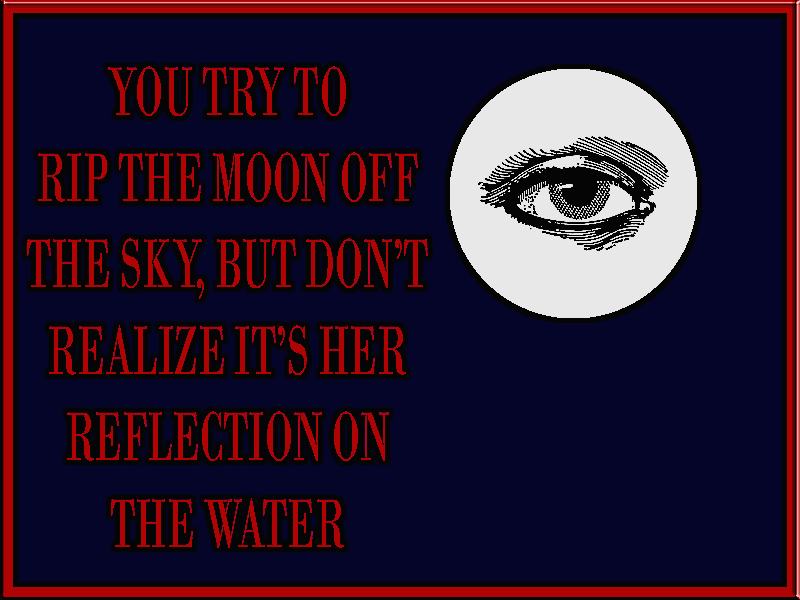 YOU TRY TO
RIP THE MOON OFF
THE SKY, BUT DON'T
REALIZE IT'S HER
REFLECTION ON
THE WATER